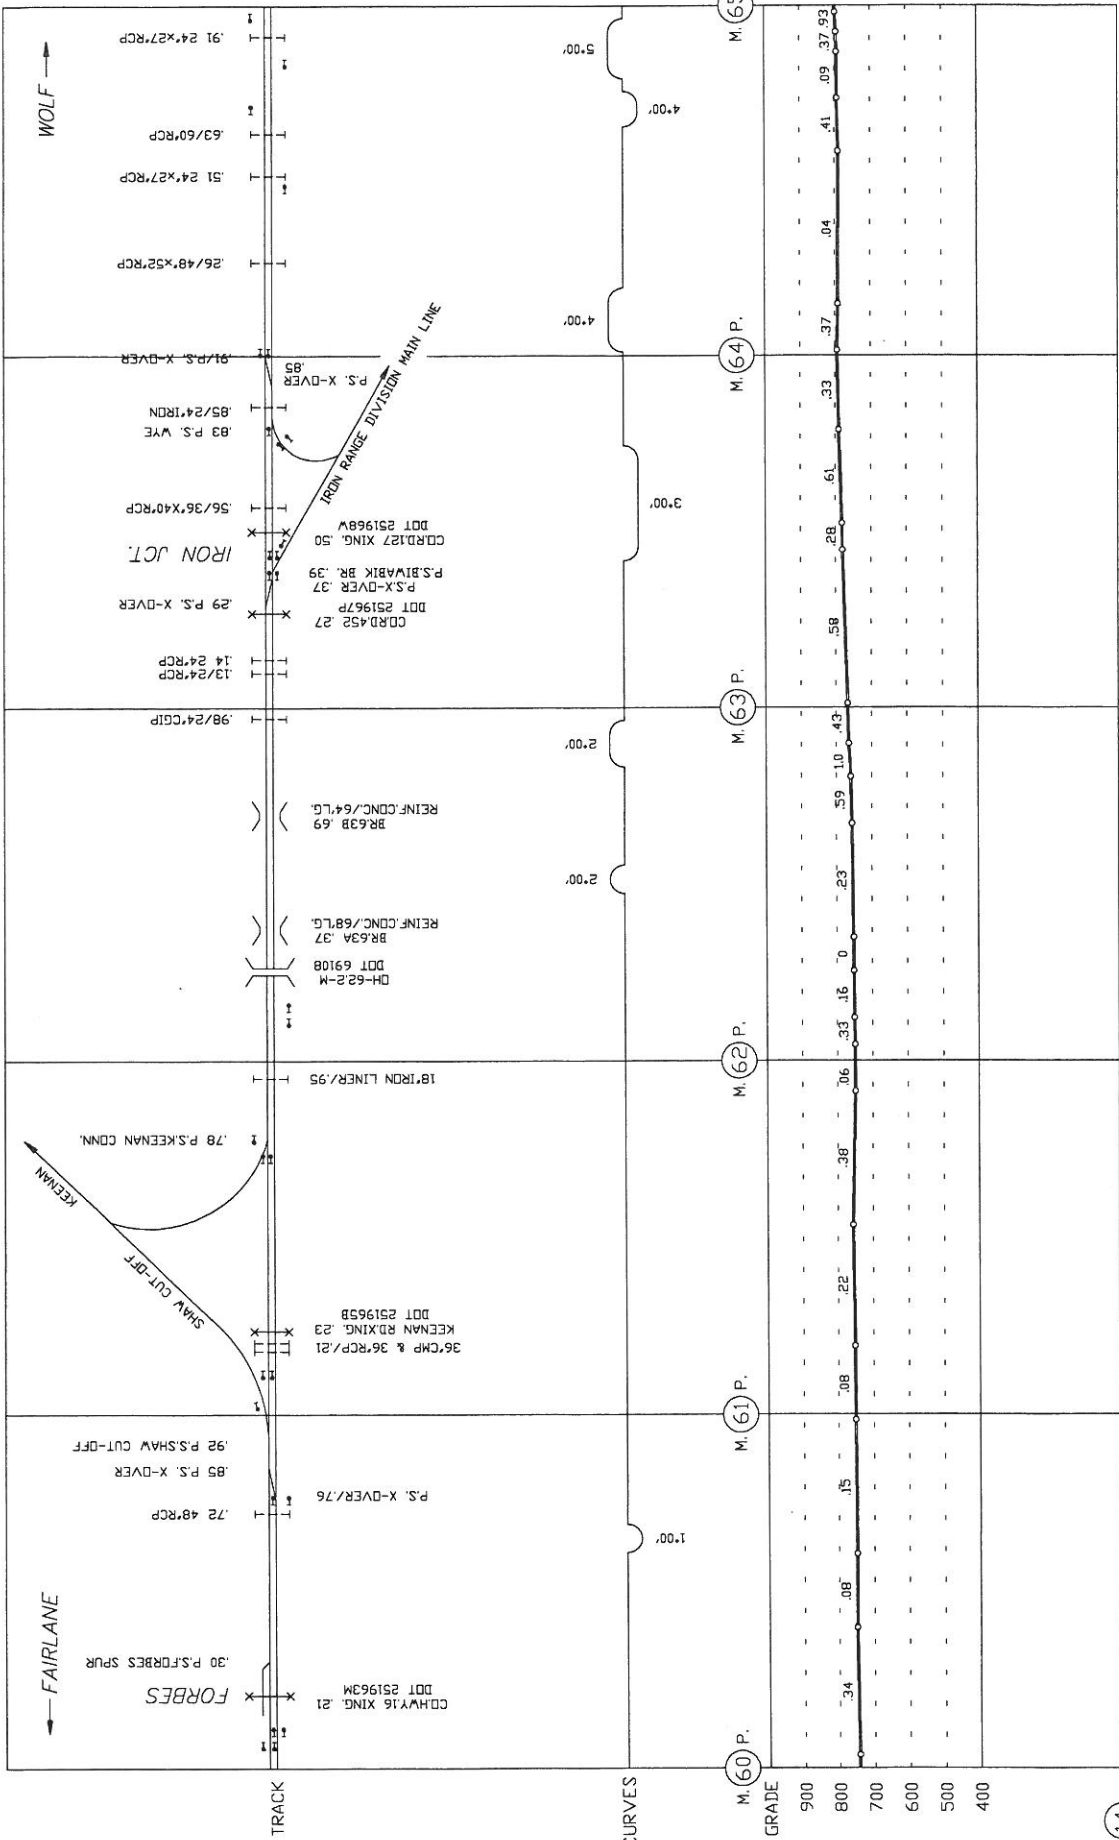 WOLF
.91 24"x27"RCP
.63/60"RCP
.51 24"x27"RCP
.26/48"x52"RCP
.91/P.S. X-OVER
P.S. X-OVER
.85
.85/24"IRON
.83 P.S. WYE
IRON RANGE DIVISION MAIN LINE
.56/36"X40"RCP
CO.RD.127 XING. .50
DOT 251968W
IRON JCT.
P.S.BIWABIK BR. .39
P.S.X-OVER .37
.29 P.S. X-OVER
CO.RD.452 .27
DOT 251967P
.14 24"RCP
.13/24"RCP
.98/24"CGIP
BR.63B .69
REINF.CONC./64'LG.
BR.63A .37
REINF.CONC./68'LG.
OH-62.2-M
DOT 69108
18"IRON LINER/.95
.78 P.S.KEENAN CONN.
KEENAN
SHAW CUT-OFF
KEENAN RD.XING. .23
DOT 251965B
36"CMP & 36"RCP/.21
.92 P.S.SHAW CUT-OFF
.85 P.S. X-OVER
P.S. X-OVER/.76
.72 48"RCP
FAIRLANE
.30 P.S.FORBES SPUR
FORBES
CO.HWY.16 XING. .21
DOT 251963M
TRACK
5°00'
4°00'
4°00'
3°00'
2°00'
2°00'
1°00'
CURVES
M. 65
M. 64 P.
M. 63 P.
M. 62 P.
M. 61 P.
M. 60 P.
GRADE
900
800
700
600
500
400
.93
.37
.09
.41
.04
.37
.33
.61
.28
.58
.43
1.0
.59
.23
0
.16
.33
.06
.38
.22
.08
.15
.08
.34